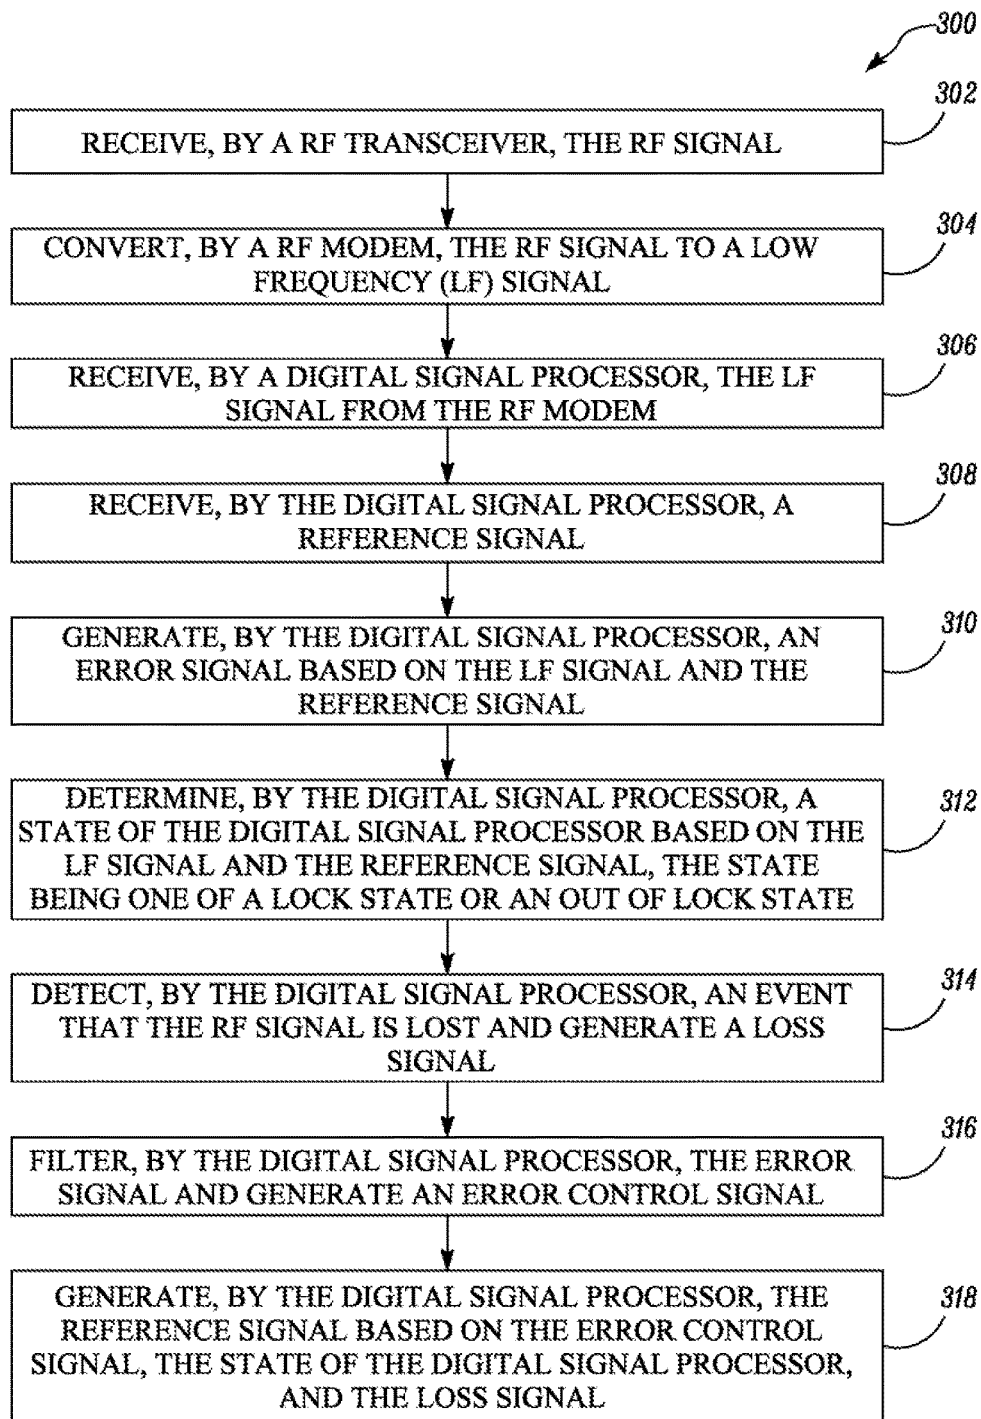 300
302
RECEIVE, BY A RF TRANSCEIVER, THE RF SIGNAL
304
CONVERT, BY A RF MODEM, THE RF SIGNAL TO A LOW
FREQUENCY (LF) SIGNAL
306
RECEIVE, BY A DIGITAL SIGNAL PROCESSOR, THE LF
SIGNAL FROM THE RF MODEM
308
RECEIVE, BY THE DIGITAL SIGNAL PROCESSOR, A
REFERENCE SIGNAL
310
GENERATE, BY THE DIGITAL SIGNAL PROCESSOR, AN
ERROR SIGNAL BASED ON THE LF SIGNAL AND THE
REFERENCE SIGNAL
312
DETERMINE, BY THE DIGITAL SIGNAL PROCESSOR, A
STATE OF THE DIGITAL SIGNAL PROCESSOR BASED ON THE
LF SIGNAL AND THE REFERENCE SIGNAL, THE STATE
BEING ONE OF A LOCK STATE OR AN OUT OF LOCK STATE
314
DETECT, BY THE DIGITAL SIGNAL PROCESSOR, AN EVENT
THAT THE RF SIGNAL IS LOST AND GENERATE A LOSS
SIGNAL
316
FILTER, BY THE DIGITAL SIGNAL PROCESSOR, THE ERROR
SIGNAL AND GENERATE AN ERROR CONTROL SIGNAL
318
GENERATE, BY THE DIGITAL SIGNAL PROCESSOR, THE
REFERENCE SIGNAL BASED ON THE ERROR CONTROL
SIGNAL, THE STATE OF THE DIGITAL SIGNAL PROCESSOR,
AND THE LOSS SIGNAL